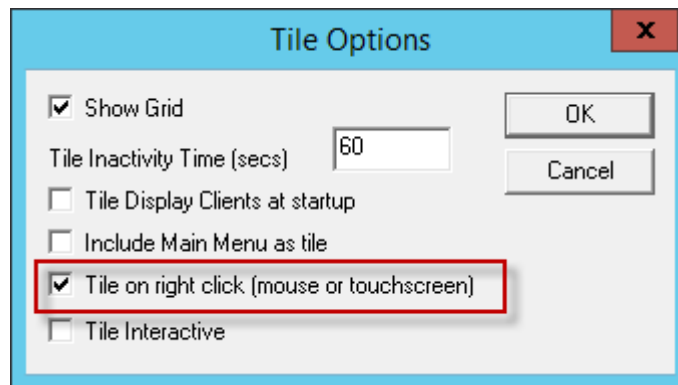 Tile Options
x
Show Grid
OK
Tile Inactivity Time (secs) 60
Cancel
Tile Display Clients at startup
Include Main Menu as tile
Tile on right click (mouse or touchscreen)
Tile Interactive